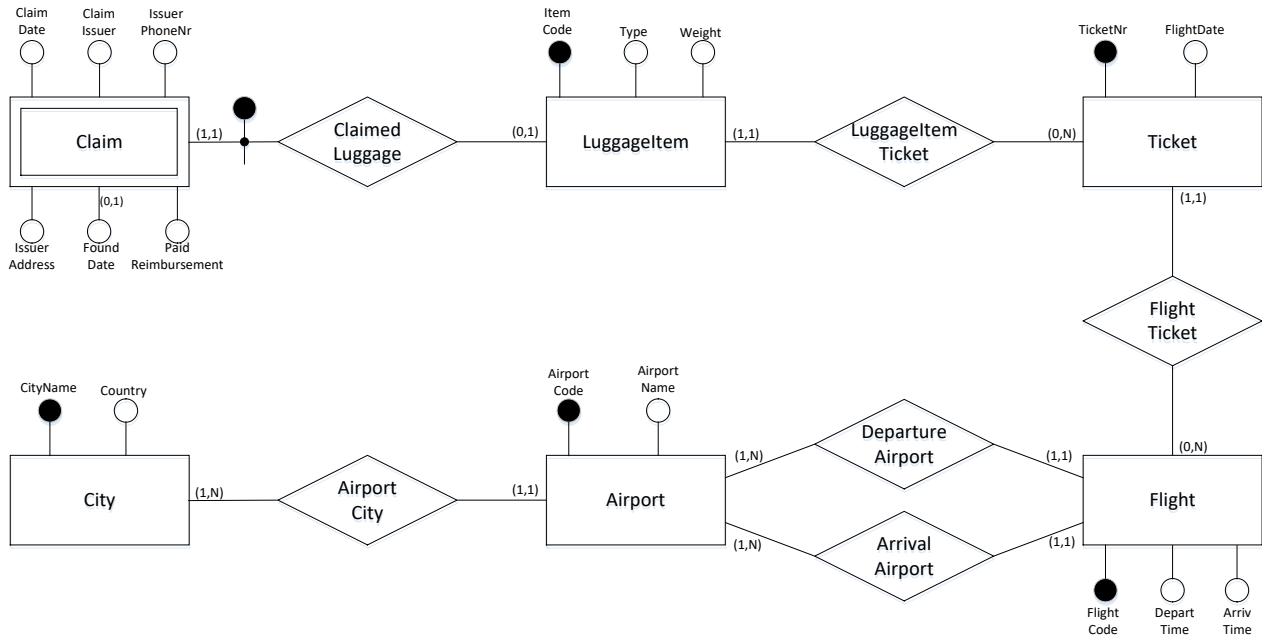 Claim
Date
Claim
Issuer
Issuer
PhoneNr
Item
Code
Type
Weight
TicketNr
FlightDate
Claim
(1,1)
Claimed
Luggage
(0,1)
LuggageItem
(1,1)
LuggageItem
Ticket
(0,N)
Ticket
(0,1)
(1,1)
Issuer
Address
Found
Date
Paid
Reimbursement
Flight
Ticket
CityName
Country
Airport
Code
Airport
Name
Departure
Airport
(1,N)
(1,1)
(0,N)
City
(1,N)
Airport
City
(1,1)
Airport
Flight
(1,N)
Arrival
Airport
(1,1)
Flight
Code
Depart
Time
Arriv
Time